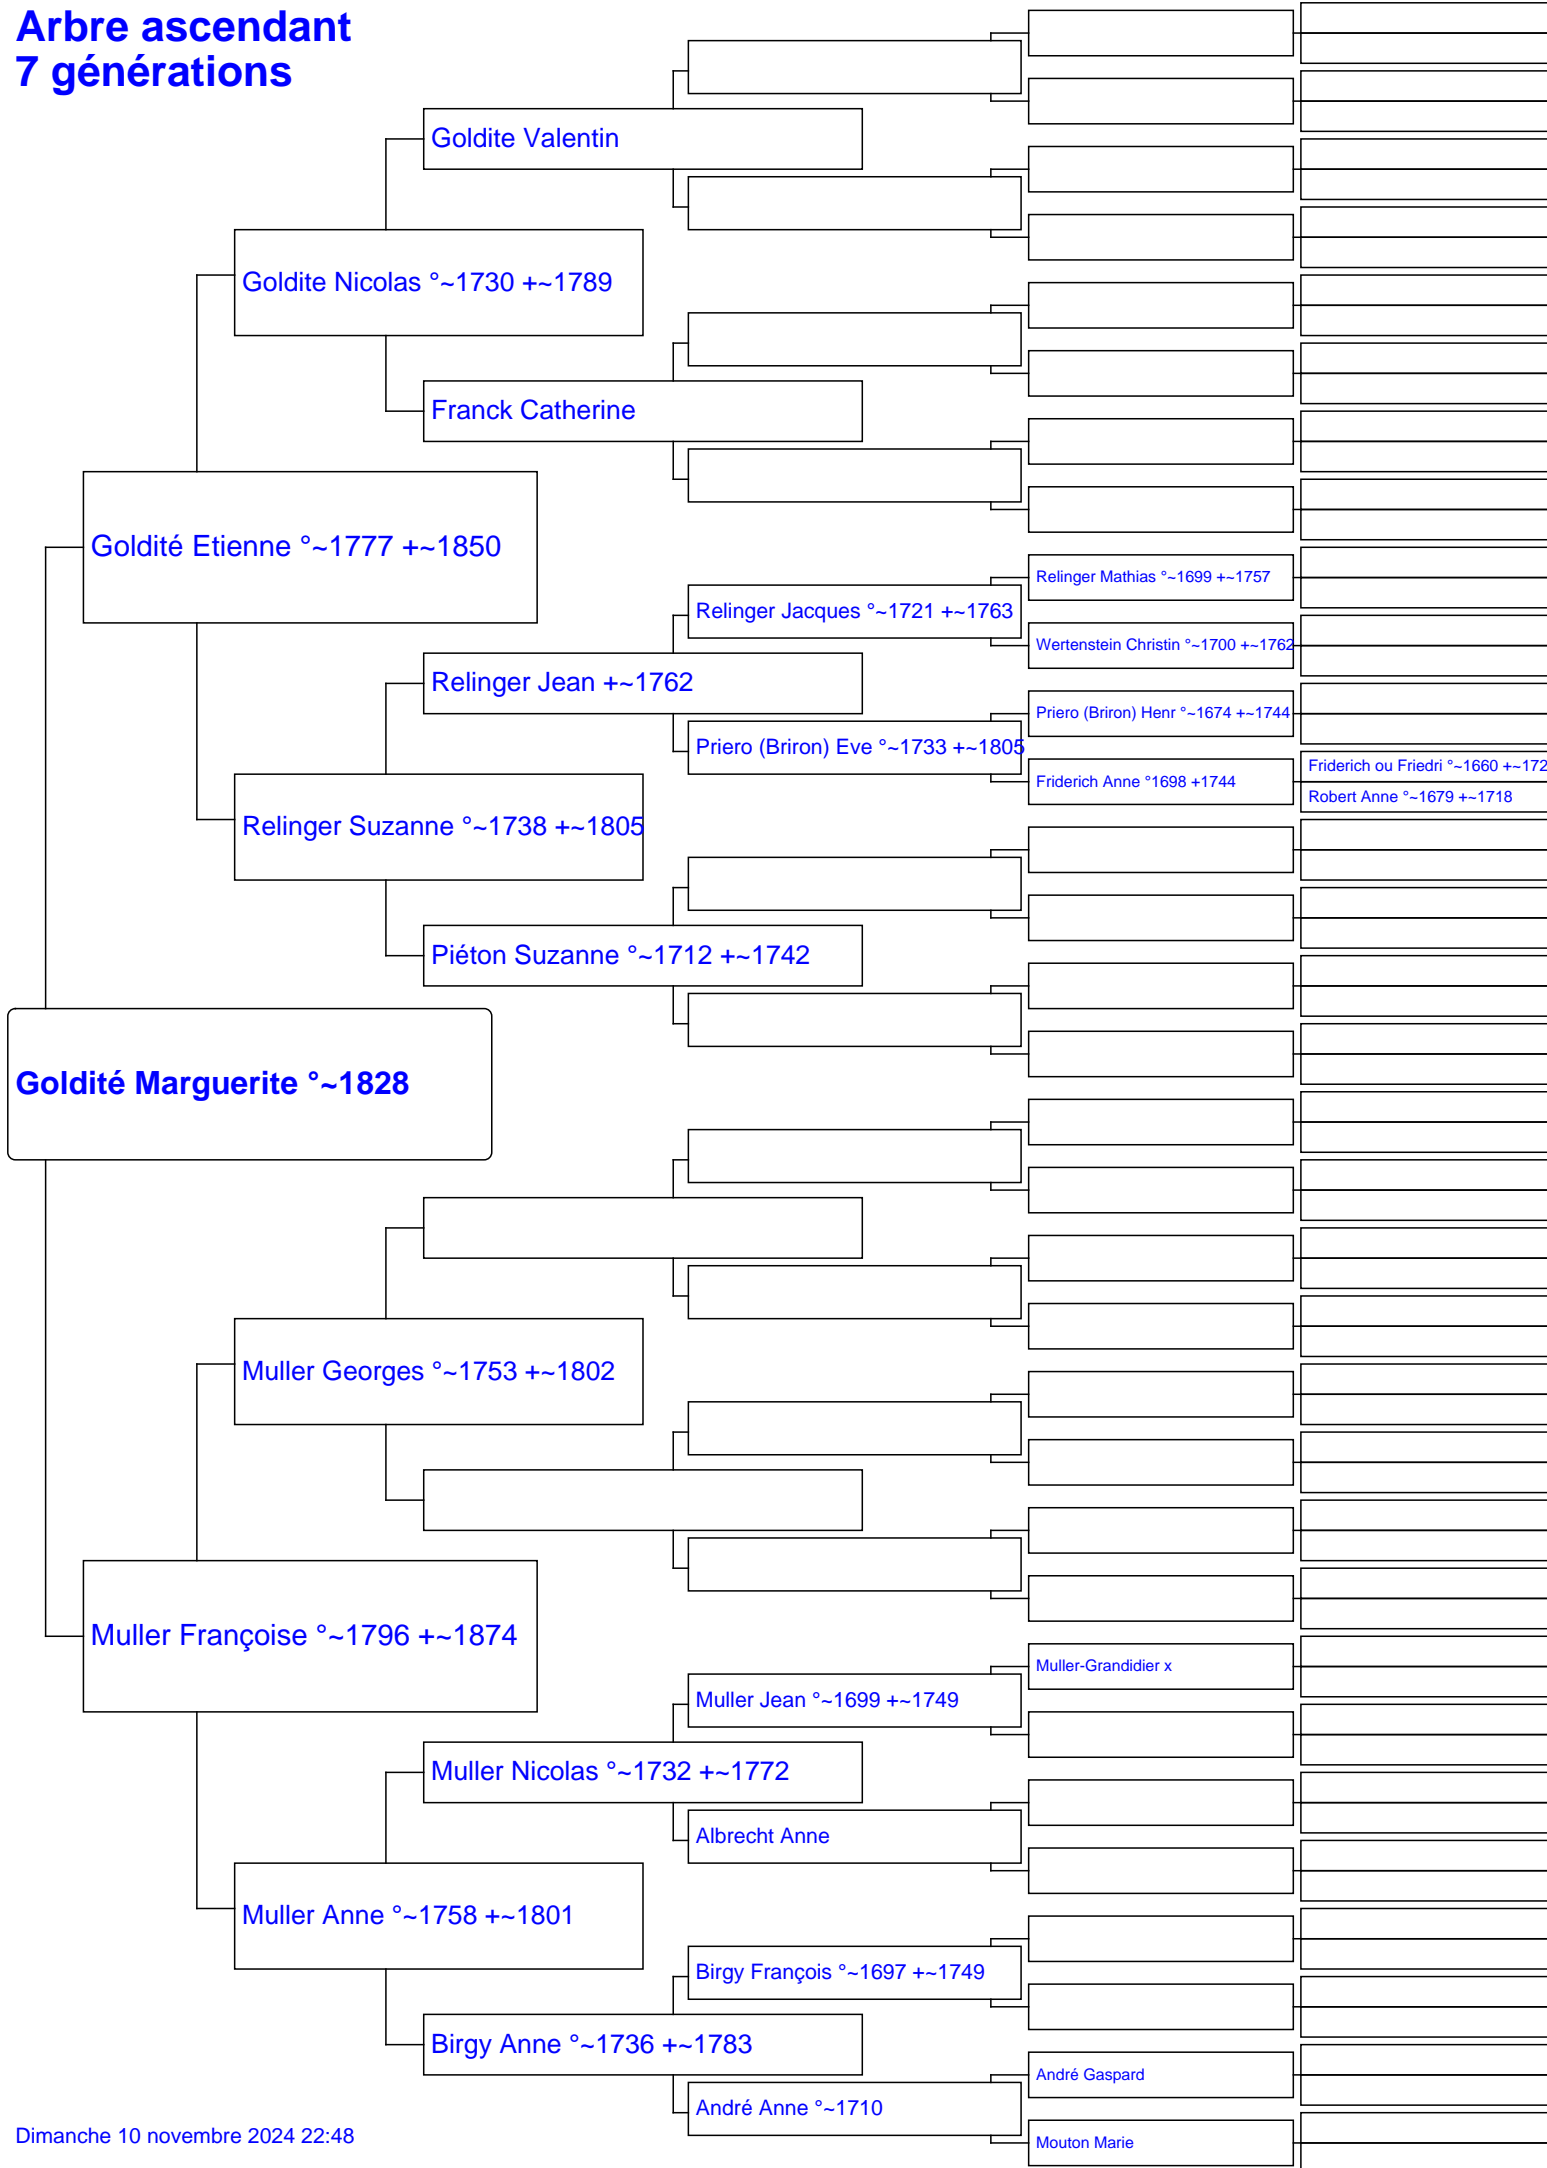 Arbre ascendant
7 générations
Goldite Valentin
Goldite Nicolas °~1730 +~1789
Franck Catherine
Goldité Etienne °~1777 +~1850
Relinger Mathias °~1699 +~1757
Relinger Jacques °~1721 +~1763
Wertenstein Christin °~1700 +~1762
Relinger Jean +~1762
Priero (Briron) Henr °~1674 +~1744
Priero (Briron) Eve °~1733 +~1805
Friderich ou Friedri °~1660 +~172
Friderich Anne °1698 +1744
Robert Anne °~1679 +~1718
Relinger Suzanne °~1738 +~1805
Piéton Suzanne °~1712 +~1742
Goldité Marguerite °~1828
Muller Georges °~1753 +~1802
Muller Françoise °~1796 +~1874
Muller-Grandidier x
Muller Jean °~1699 +~1749
Muller Nicolas °~1732 +~1772
Albrecht Anne
Muller Anne °~1758 +~1801
Birgy François °~1697 +~1749
Birgy Anne °~1736 +~1783
André Gaspard
André Anne °~1710
Mouton Marie
Dimanche 10 novembre 2024 22:48